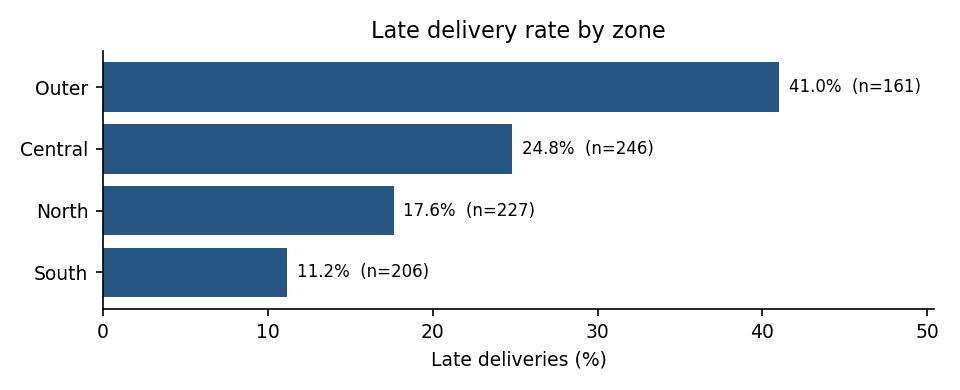 Late delivery rate by zone
Outer 41.0% (n=161)
Central 24.8% (n=246)
North 17.6% (n=227)
South 11.2% (n=206)
0 10 20 30 40 50
Late deliveries (%)